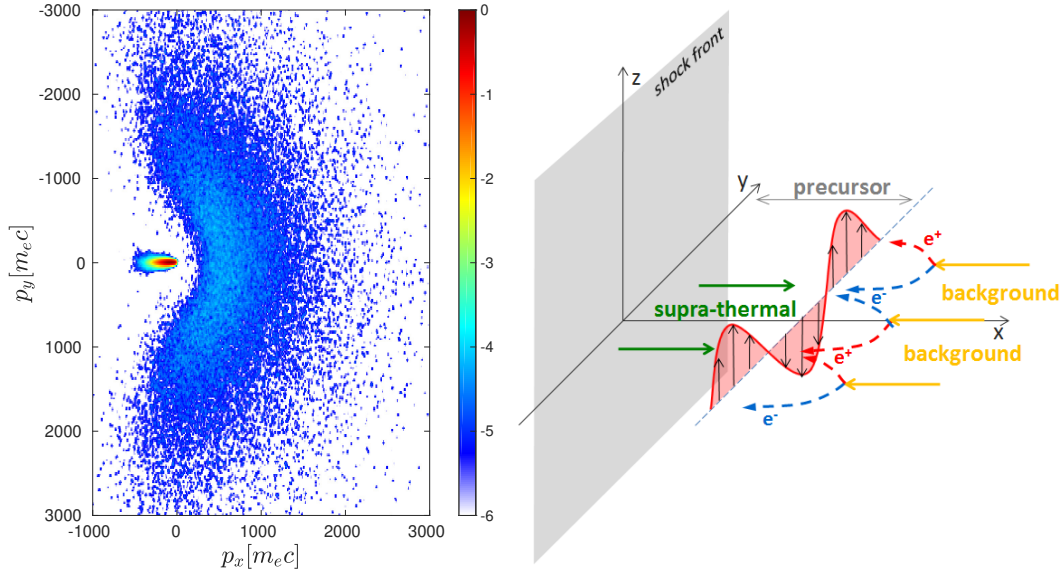 -3000
-2000
-1000
0
1000
2000
3000
p_y[m_e c]
-1000
0
1000
2000
3000
p_x[m_e c]
0
-1
-2
-3
-4
-5
-6
shock front
z
y
precursor
e+
background
e-
supra-thermal
x
e+
background
e-